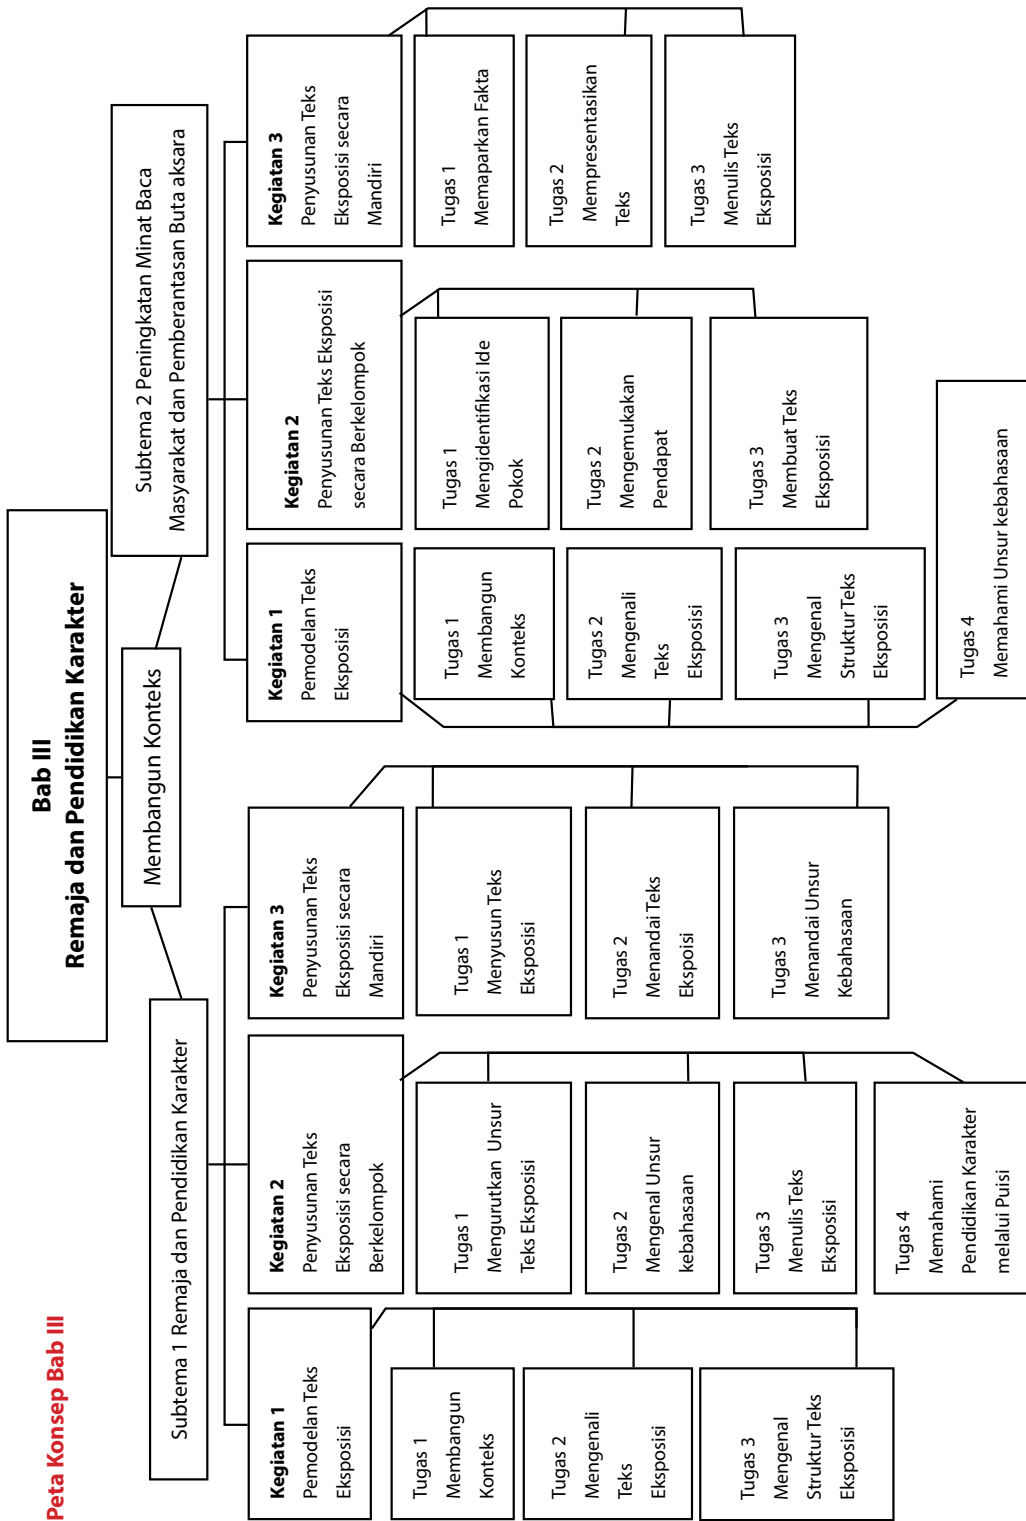 Peta Konsep Bab III
Bab III
Remaja dan Pendidikan Karakter
Membangun Konteks
Subtema 1 Remaja dan Pendidikan Karakter
Kegiatan 1
Pemodelan Teks
Eksposisi
Tugas 1
Membangun
Konteks
Tugas 2
Mengenali
Teks
Eksposisi
Tugas 3
Mengenal
Struktur Teks
Eksposisi
Kegiatan 2
Penyusunan Teks
Eksposisi secara
Berkelompok
Tugas 1
Mengurutkan Unsur
Teks Eksposisi
Tugas 2
Mengenal Unsur
kebahasaan
Tugas 3
Menulis Teks
Eksposisi
Tugas 4
Memahami
Pendidikan Karakter
melalui Puisi
Kegiatan 3
Penyusunan Teks
Eksposisi secara
Mandiri
Tugas 1
Menyusun Teks
Eksposisi
Tugas 2
Menandai Teks
Ekspoisi
Tugas 3
Menandai Unsur
Kebahasaan
Subtema 2 Peningkatan Minat Baca
Masyarakat dan Pemberantasan Buta aksara
Kegiatan 1
Pemodelan Teks
Eksposisi
Tugas 1
Membangun
Konteks
Tugas 2
Mengenali
Teks
Eksposisi
Tugas 3
Mengenal
Struktur Teks
Eksposisi
Tugas 4
Memahami Unsur kebahasaan
Kegiatan 2
Penyusunan Teks Eksposisi
secara Berkelompok
Tugas 1
Mengidentifikasi Ide
Pokok
Tugas 2
Mengemukakan
Pendapat
Tugas 3
Membuat Teks
Eksposisi
Kegiatan 3
Penyusunan Teks
Eksposisi secara
Mandiri
Tugas 1
Memaparkan Fakta
Tugas 2
Mempresentasikan
Teks
Tugas 3
Menulis Teks
Eksposisi